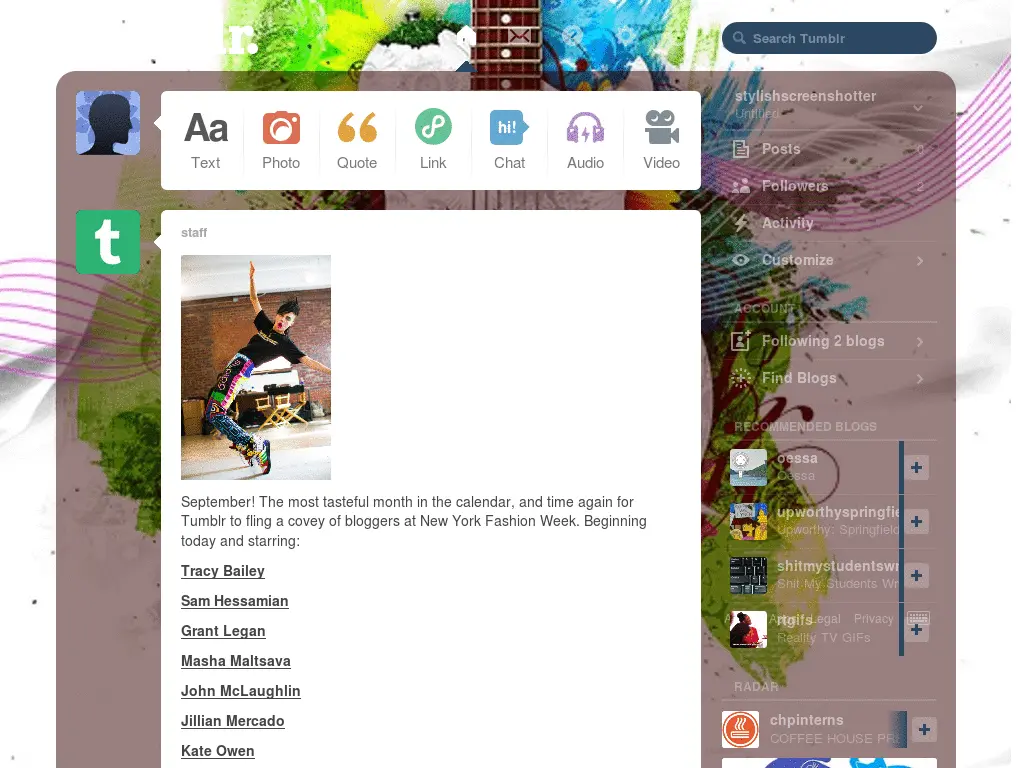 r.
Search Tumblr
Aa
hi!
Text
Photo
Quote
Link
Chat
Audio
Video
stylishscreenshotter
Untitled
Posts
0
Followers
2
Activity
Customize
ACCOUNT
Following 2 blogs
Find Blogs
RECOMMENDED BLOGS
oessa
Oessa
upworthyspringfie
Upworthy: Springfield
shitmystudentswr
Shit My Students Wr
rtgifs
Legal
Privacy
Reality TV GIFs
RADAR
chpinterns
COFFEE HOUSE PRE
t
staff
September! The most tasteful month in the calendar, and time again for
Tumblr to fling a covey of bloggers at New York Fashion Week. Beginning
today and starring:
Tracy Bailey
Sam Hessamian
Grant Legan
Masha Maltsava
John McLaughlin
Jillian Mercado
Kate Owen